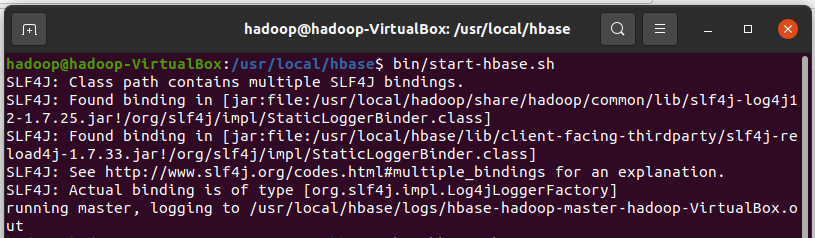 hadoop@hadoop-VirtualBox: /usr/local/hbase
hadoop@hadoop-VirtualBox:/usr/local/hbase$ bin/start-hbase.sh
SLF4J: Class path contains multiple SLF4J bindings.
SLF4J: Found binding in [jar:file:/usr/local/hadoop/share/hadoop/common/lib/slf4j-log4j1
2-1.7.25.jar!/org/slf4j/impl/StaticLoggerBinder.class]
SLF4J: Found binding in [jar:file:/usr/local/hbase/lib/client-facing-thirdparty/slf4j-re
load4j-1.7.33.jar!/org/slf4j/impl/StaticLoggerBinder.class]
SLF4J: See http://www.slf4j.org/codes.html#multiple_bindings for an explanation.
SLF4J: Actual binding is of type [org.slf4j.impl.Log4jLoggerFactory]
running master, logging to /usr/local/hbase/logs/hbase-hadoop-master-hadoop-VirtualBox.o
ut